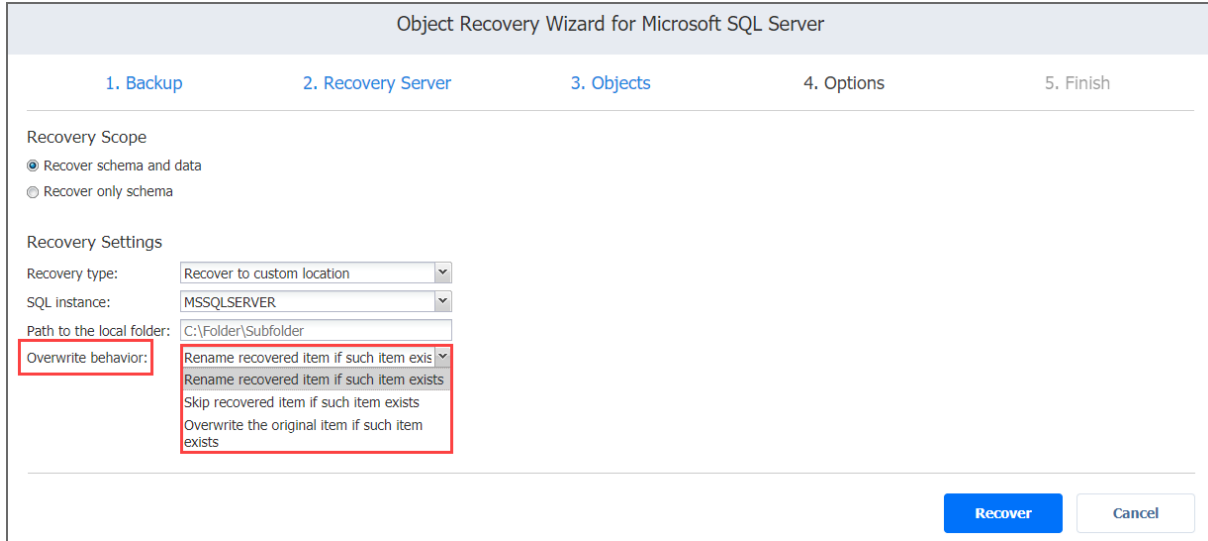 Object Recovery Wizard for Microsoft SQL Server
1. Backup 2. Recovery Server 3. Objects 4. Options 5. Finish
Recovery Scope
Recover schema and data
Recover only schema
Recovery Settings
Recovery type: Recover to custom location
SQL instance: MSSQLSERVER
Path to the local folder: C:\Folder\Subfolder
Overwrite behavior: Rename recovered item if such item exis
Rename recovered item if such item exists
Skip recovered item if such item exists
Overwrite the original item if such item
exists
Recover Cancel